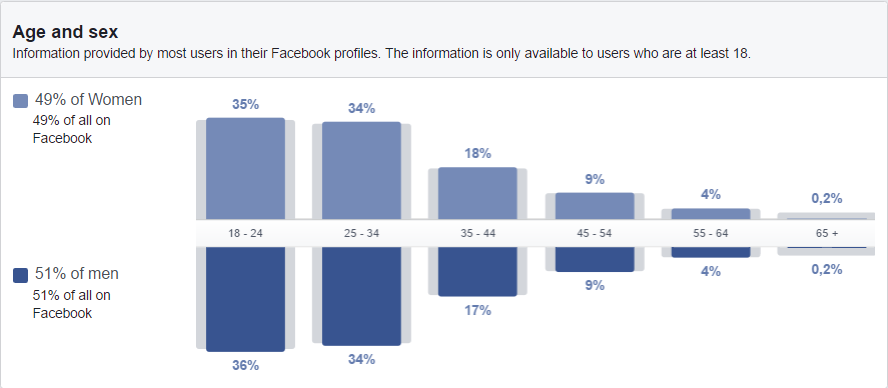 Age and sex
Information provided by most users in their Facebook profiles. The information is only available to users who are at least 18.
49% of Women
49% of all on
Facebook
35%
34%
18%
9%
4%
0,2%
18 - 24
25 - 34
35 - 44
45 - 54
55 - 64
65 +
51% of men
51% of all on
Facebook
36%
34%
17%
9%
4%
0,2%